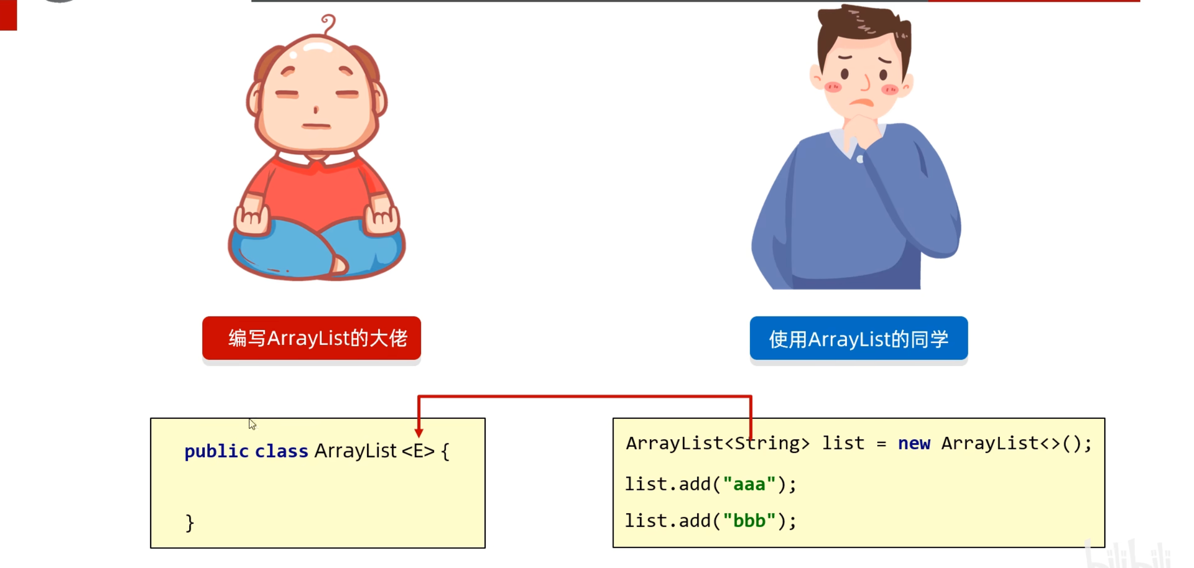 编写ArrayList的大佬
使用ArrayList的同学
public class ArrayList <E> {
}
ArrayList<String> list = new ArrayList<>();
list.add("aaa");
list.add("bbb");
bilibili